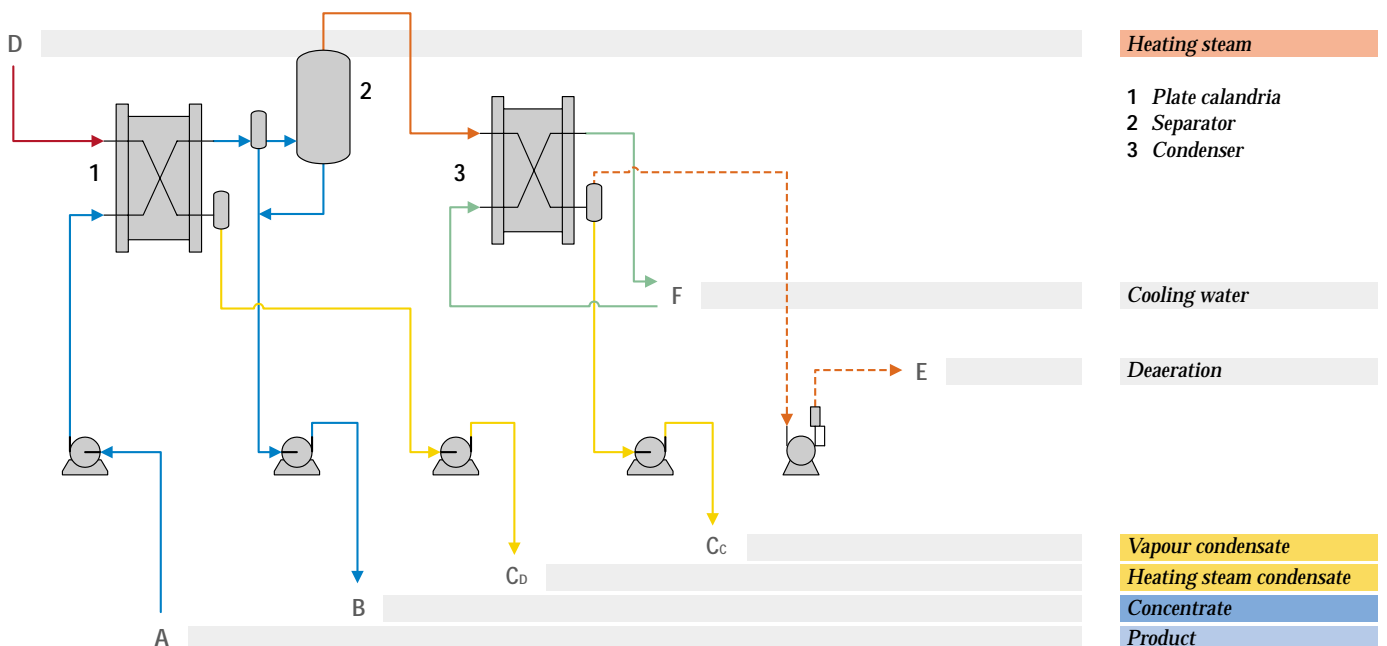 D Heating steam
1 Plate calandria
2 Separator
3 Condenser
2
1
3
F Cooling water
E Deaeration
Cc Vapour condensate
CD Heating steam condensate
B Concentrate
A Product